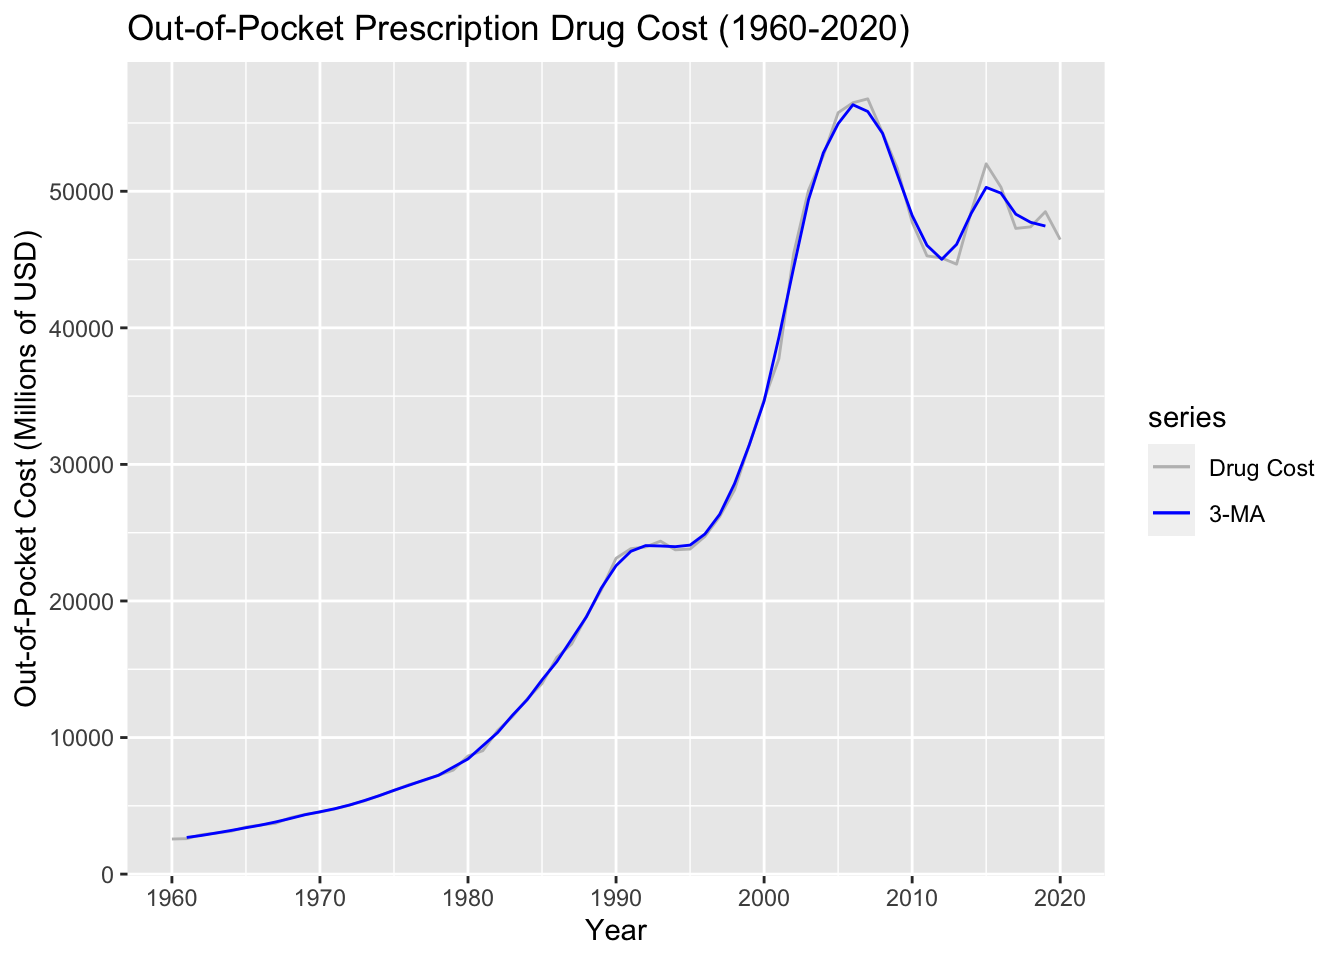 Out-of-Pocket Prescription Drug Cost (1960-2020)
Out-of-Pocket Cost (Millions of USD)
50000
40000
30000
20000
10000
0
1960 1970 1980 1990 2000 2010 2020
Year
series
Drug Cost
3-MA